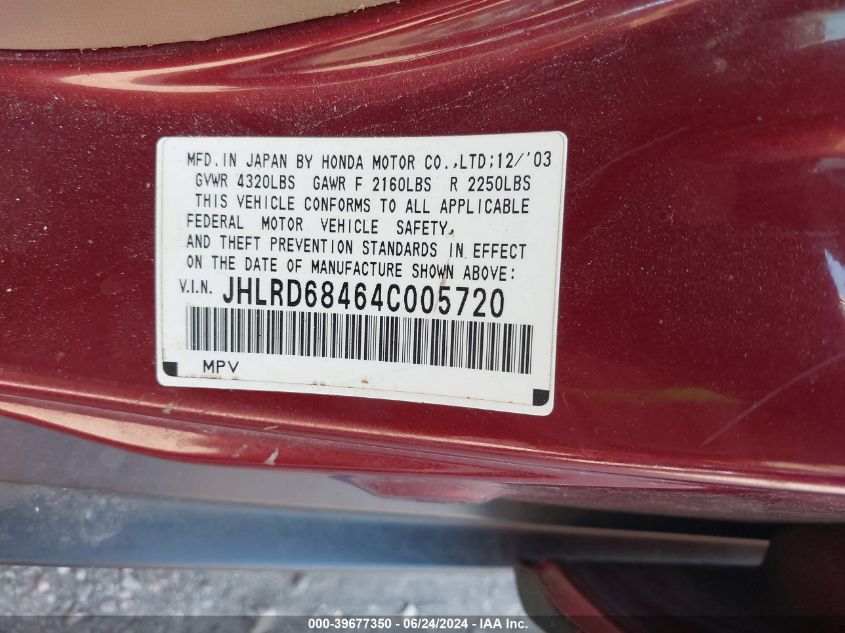 MFD. IN JAPAN BY HONDA MOTOR CO.,LTD;12/'03
GVWR 4320LBS GAWR F 2160LBS R 2250LBS
THIS VEHICLE CONFORMS TO ALL APPLICABLE
FEDERAL MOTOR VEHICLE SAFETY,
AND THEFT PREVENTION STANDARDS IN EFFECT
ON THE DATE OF MANUFACTURE SHOWN ABOVE:
V.I.N. JHLRD68464C005720
MPV
000-39677350 - 06/24/2024 - IAA Inc.